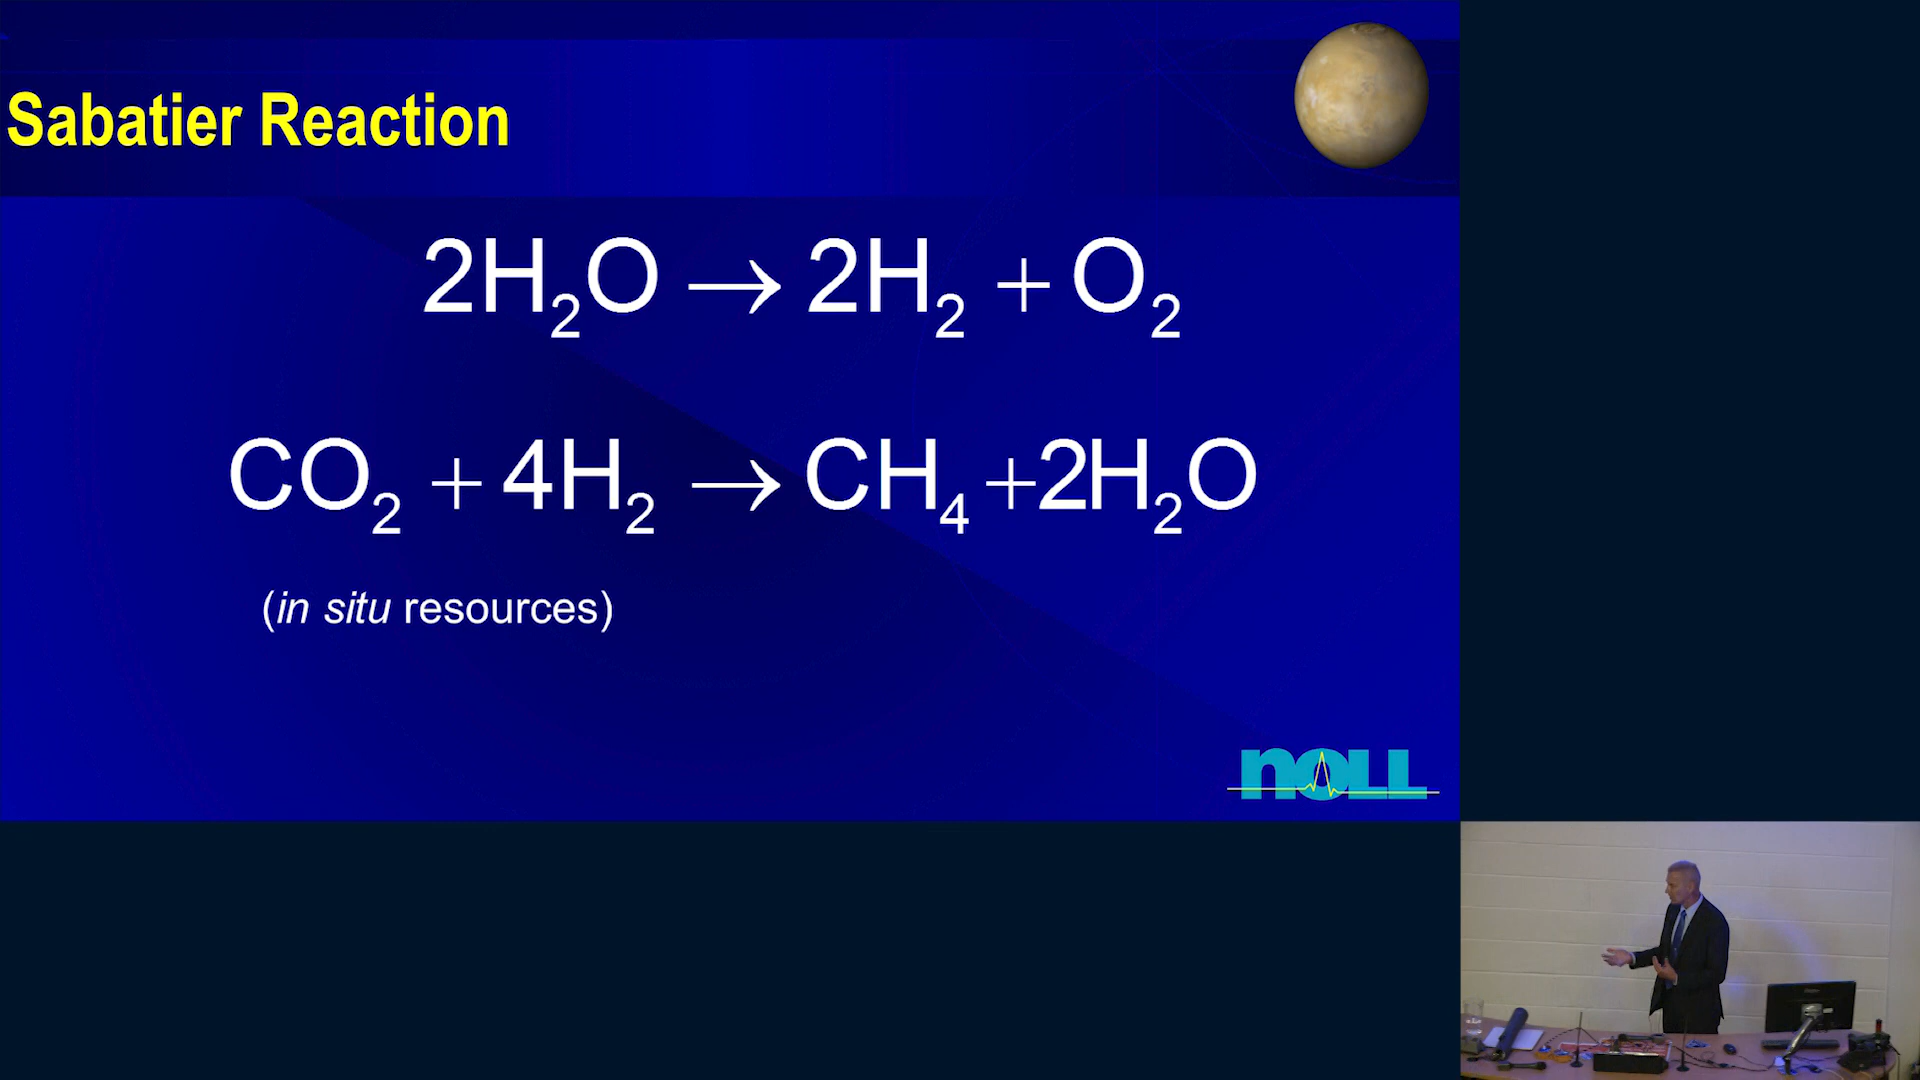 Sabatier Reaction
2H₂O → 2H₂ + O₂
CO₂ + 4H₂ → CH₄ +2H₂O
(in situ resources)
noLL